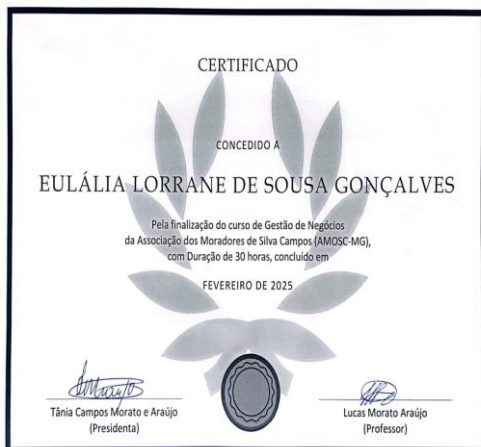 CERTIFICADO
CONCEDIDO A
EULÁLIA LORRANE DE SOUSA GONÇALVES
Pela finalização do curso de Gestão de Negócios
da Associação dos Moradores de Silva Campos (AMOSC-MG),
com Duração de 30 horas, concluído em
FEVEREIRO DE 2025
Tânia Campos Morato e Araújo
(Presidenta)
Lucas Morato Araújo
(Professor)